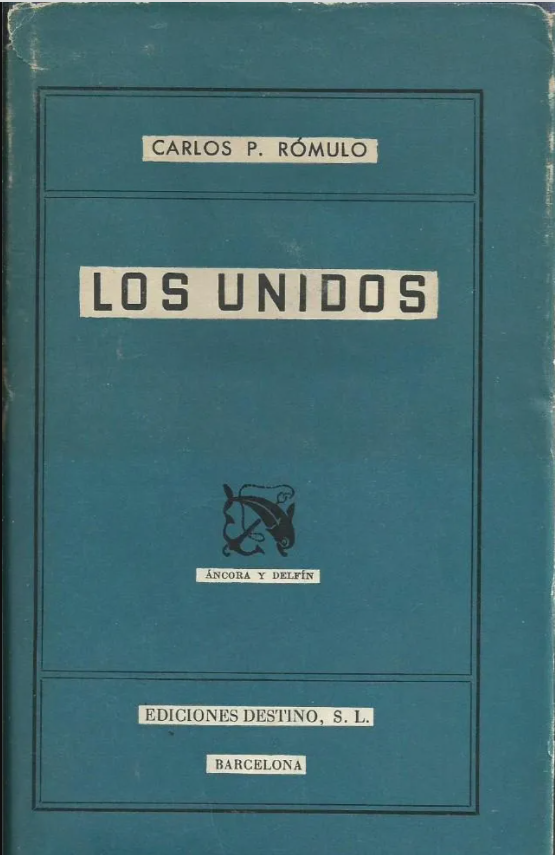 CARLOS P. RÓMULO
LOS UNIDOS
ÁNCORA Y DELFÍN
EDICIONES DESTINO, S. L.
BARCELONA